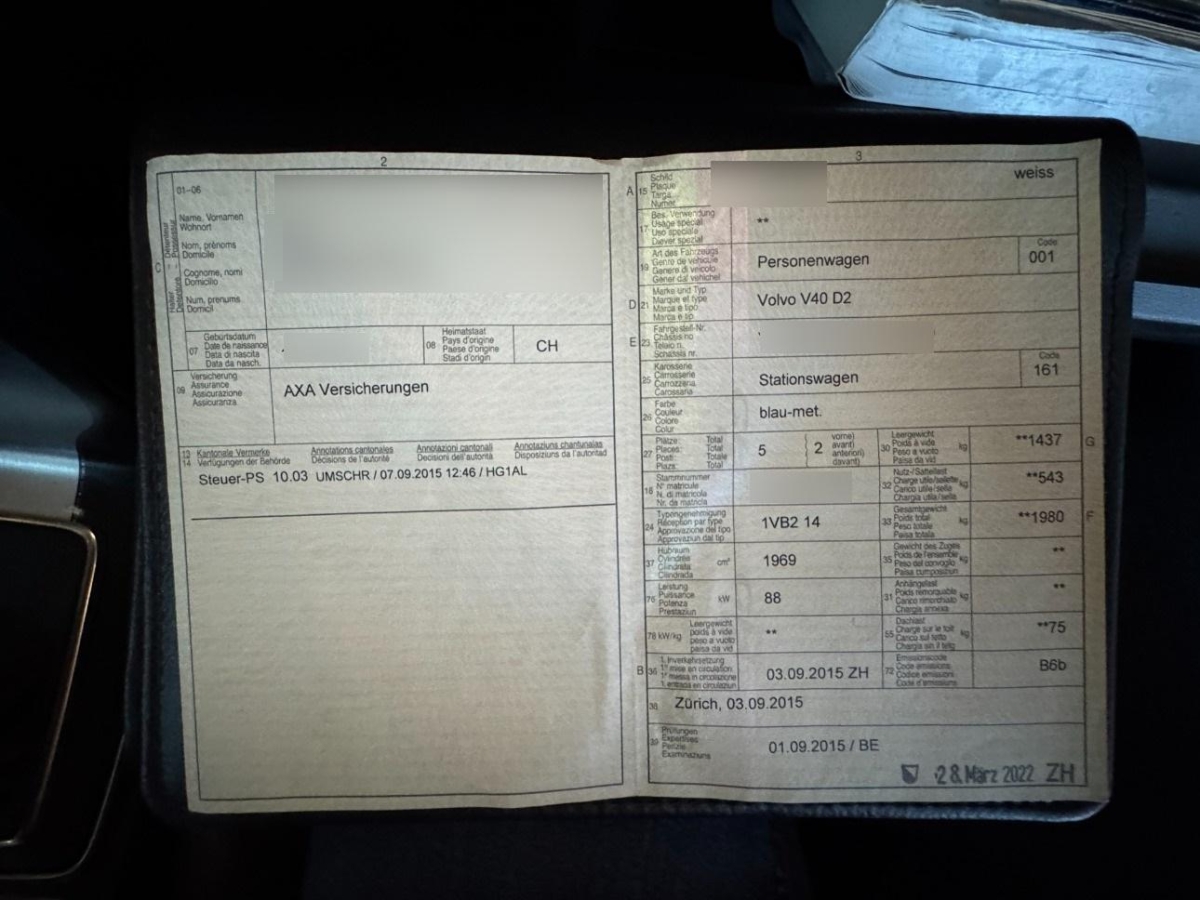 2
01-06
Name, Vornamen
Wohnort
Nom, prénoms
Domicile
C
Cognome, nomi
Domicilio
Num, prenums
Domicil
07
Geburtsdatum
Date de naissance
Data di nascita
Data da nasch.
08
Heimatstaat
Pays d'origine
Paese d'origine
Stadi d'origin
CH
09
Versicherung
Assurance
Assicurazione
Assicuranza
AXA Versicherungen
13 Kantonale Vermerke Annotations cantonales Annotazioni cantonali Annotaziuns chantunalas
14 Verfügungen der Behörde Décisions de l'autorité Decisioni dell'autorità Disposiziuns da l'autoritad
Steuer-PS 10.03 UMSCHR / 07.09.2015 12:46 / HG1AL
3
A 15
Schild
Plaque
Targa
Numer
weiss
17
Bes. Verwendung
Usage spécial
Uso speciale
Diever spezial
**
19
Art des Fahrzeugs
Genre de véhicule
Genere di veicolo
Gener dal vehichel
Personenwagen
Code
001
D 21
Marke und Typ
Marque et type
Marca e tipo
Marca e tip
Volvo V40 D2
E 23
Fahrgestell-Nr.
Châssis no
Telaio n.
Schassis nr.
25
Karosserie
Carrosserie
Carrozzeria
Carossaria
Stationswagen
Code
161
26
Farbe
Couleur
Colore
Colur
blau-met.
27
Plätze: Total
Places: Total
Posti: Totale
Plazs: Total
5
2
vorne)
avant)
anteriori)
davant)
30
Leergewicht
Poids à vide
Peso a vuoto
Paisa da vid
kg
**1437
G
18
Stammnummer
N° matricule
N. di matricola
Nr. da matricla
32
Nutz-/Sattellast
Charge utile/sellette
Carico utile/sella
Chargia utila/sella
kg
**543
24
Typengenehmigung
Réception par type
Approvazione del tipo
Approvaziun dal tip
1VB2 14
33
Gesamtgewicht
Poids total
Peso totale
Paisa totala
kg
**1980
F
37
Hubraum
Cylindrée
Cilindrata
Cilindrada
cm³
1969
35
Gewicht des Zuges
Poids de l'ensemble
Peso del convoglio
Paisa cumposiziun
kg
**
76
Leistung
Puissance
Potenza
Prestaziun
kW
88
31
Anhängelast
Poids remorquable
Carico rimorchiato
Chargia annexa
kg
**
78 kW/kg
Leergewicht
poids à vide
peso a vuoto
paisa da vid
**
55
Dachlast
Charge sur le toit
Carico sul tetto
Chargia sin il tetg
kg
**75
B 36
1. Inverkehrsetzung
1re mise en circulation
1a messa in circolazione
1. entrada en circulaziun
03.09.2015 ZH
72
Emissionscode
Code émissions
Codice emissioni
Code d'emissiuns
B6b
38
Zürich, 03.09.2015
39
Prüfungen
Expertises
Perizie
Examinaziuns
01.09.2015 / BE
28. März 2022 ZH